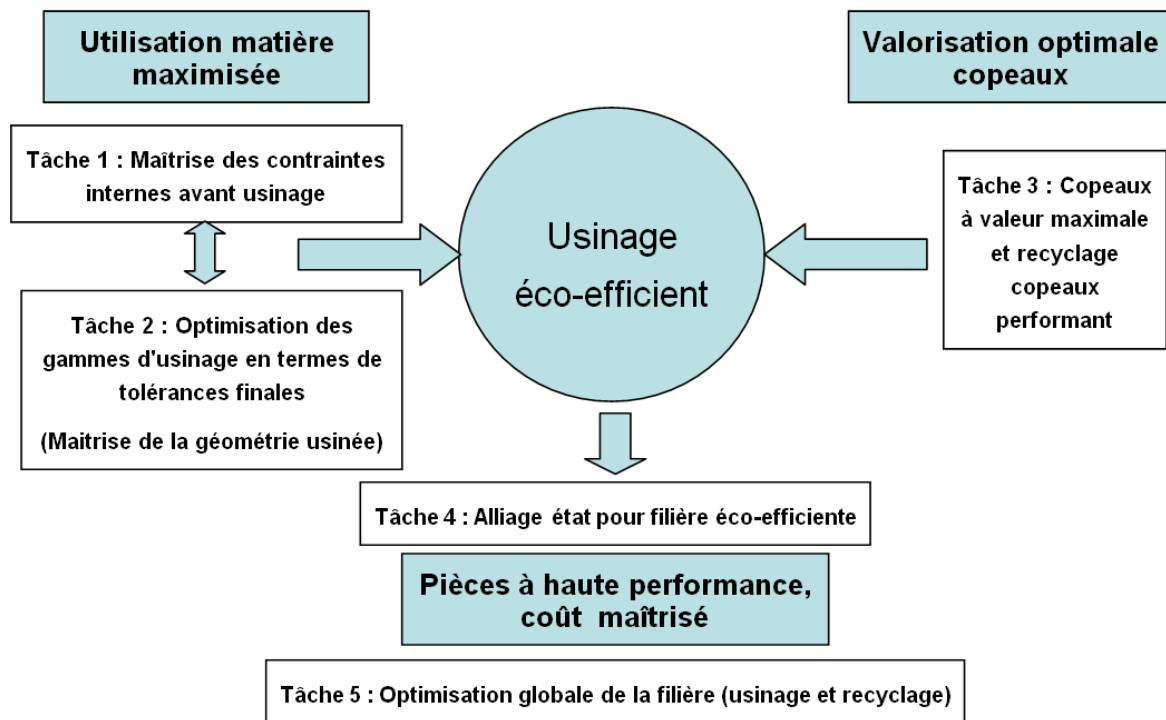 Utilisation matière
maximisée
Valorisation optimale
copeaux
Tâche 1 : Maîtrise des contraintes
internes avant usinage
Tâche 2 : Optimisation des
gammes d'usinage en termes de
tolérances finales
(Maitrise de la géométrie usinée)
Usinage
éco-efficient
Tâche 3 : Copeaux
à valeur maximale
et recyclage
copeaux
performant
Tâche 4 : Alliage état pour filière éco-efficiente
Pièces à haute performance,
coût maîtrisé
Tâche 5 : Optimisation globale de la filière (usinage et recyclage)